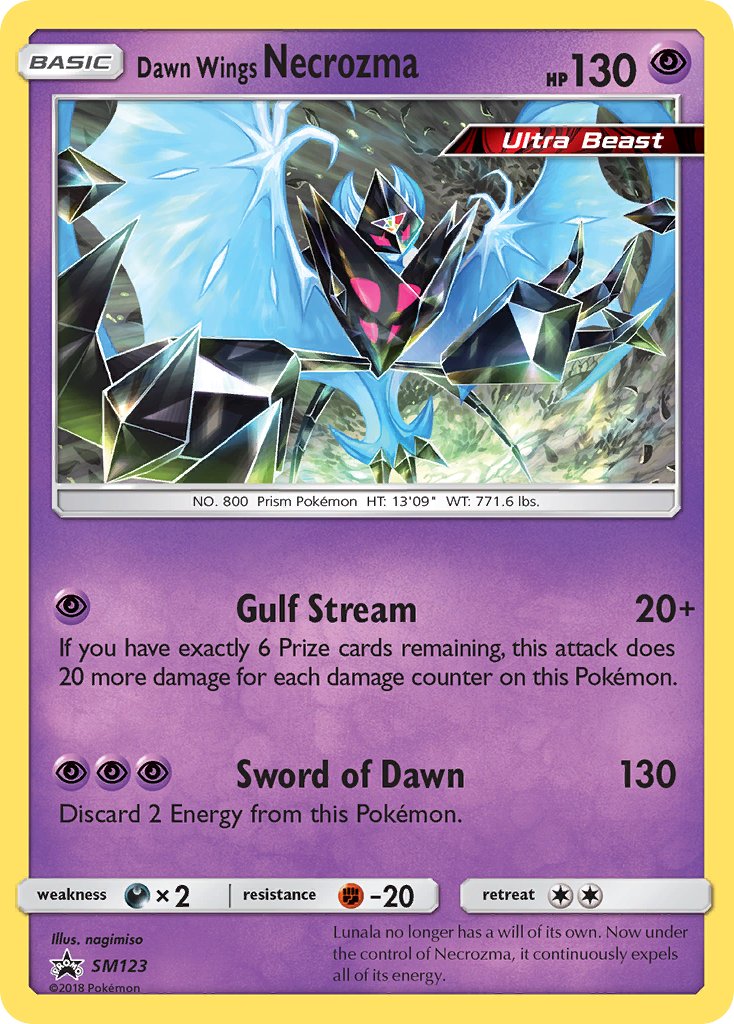 BASIC Dawn Wings Necrozma HP 130
Ultra Beast
NO. 800 Prism Pokémon HT: 13'09" WT: 771.6 lbs.
Gulf Stream 20+
If you have exactly 6 Prize cards remaining, this attack does
20 more damage for each damage counter on this Pokémon.
Sword of Dawn 130
Discard 2 Energy from this Pokémon.
weakness ×2 resistance -20 retreat
Illus. nagimiso
Lunala no longer has a will of its own. Now under
the control of Necrozma, it continuously expels
all of its energy.
PROMO SM123
©2018 Pokémon